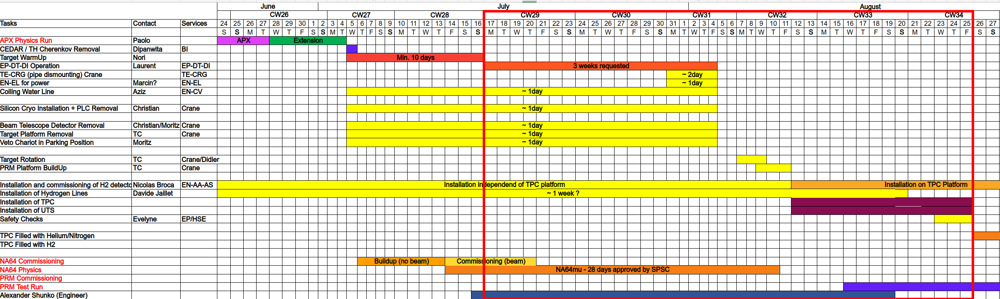 June July August
CW26 CW27 CW28 CW29 CW30 CW31 CW32 CW33 CW34
Tasks Contact Services 24 25 26 27 28 29 30 1 2 3 4 5 6 7 8 9 10 11 12 13 14 15 16 17 18 19 20 21 22 23 24 25 26 27 28 29 30 31 1 2 3 4 5 6 7 8 9 10 11 12 13 14 15 16 17 18 19 20 21 22 23 24 25 26 27
S S M T W T F S S M T W T F S S M T W T F S S M T W T F S S M T W T F S S M T W T F S S M T W T F S S M T W T F S S M T W T F S S
APX Physics Run Paolo APX Extension
CEDAR / TH Cherenkov Removal Dipanwita BI
Target WarmUp Nori Min. 10 days
EP-DT-DI Operation Laurent EP-DT-DI 3 weeks requested
TE-CRG (pipe dismounting) Crane TE-CRG ~ 2day
EN-EL for power Marcin? EN-EL ~ 1day
Colling Water Line Aziz EN-CV ~ 1day
Silicon Cryo Installation + PLC Removal Christian Crane ~ 1day
Beam Telescope Detector Removal Christian/Moritz Crane ~ 1day
Target Platform Removal TC Crane ~ 1day
Veto Chariot in Parking Position Moritz ~ 1day
Target Rotation TC Crane/Didier
PRM Platform BuildUp TC Crane
Installation and commissioning of H2 detecto Nicolas Broca EN-AA-AS Installation independend of TPC platform Installation on TPC Platform
Installation of Hydrogen Lines Davide Jaillet ~ 1 week ?
Installation of TPC
Installation of UTS
Safety Checks Evelyne EP/HSE
TPC Filled with Helium/Nitrogen
TPC Filled with H2
NA64 Commissioning Buildup (no beam) Commissioning (beam)
NA64 Physics NA64mu - 28 days approved by SPSC
PRM Commissioning
PRM Test Run
Alexander Shunko (Engineer)